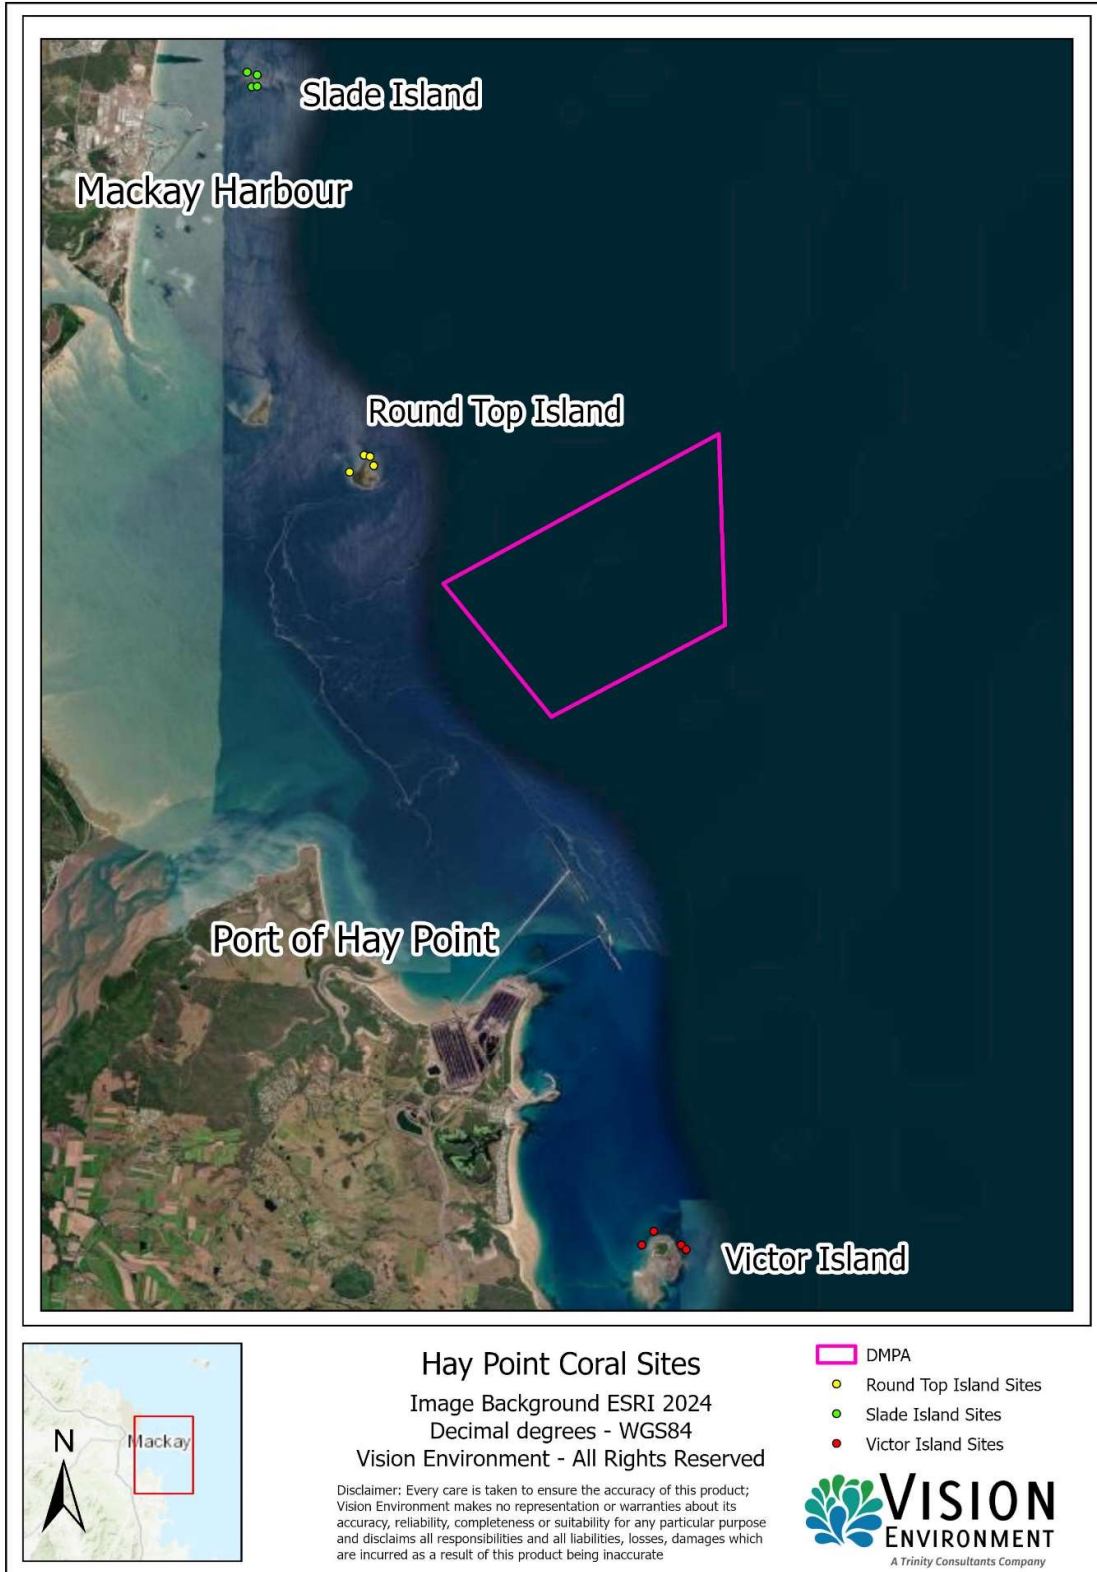 Slade Island
Mackay Harbour
Round Top Island
Port of Hay Point
Victor Island
Mackay
N
Hay Point Coral Sites
Image Background ESRI 2024
Decimal degrees - WGS84
Vision Environment - All Rights Reserved
Disclaimer: Every care is taken to ensure the accuracy of this product;
Vision Environment makes no representation or warranties about its
accuracy, reliability, completeness or suitability for any particular purpose
and disclaims all responsibilities and all liabilities, losses, damages which
are incurred as a result of this product being inaccurate
DMPA
Round Top Island Sites
Slade Island Sites
Victor Island Sites
VISION
ENVIRONMENT
A Trinity Consultants Company